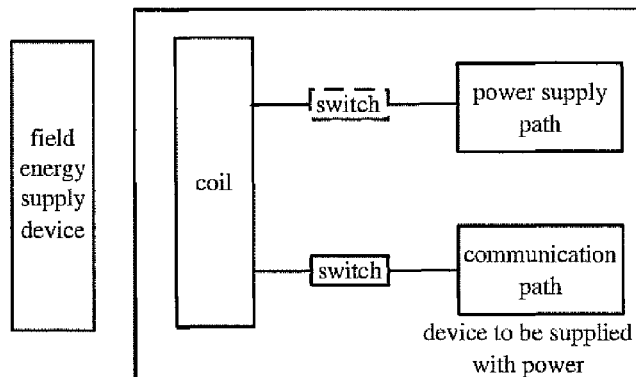 field
energy
supply
device
coil
switch
power supply
path
switch
communication
path
device to be supplied
with power